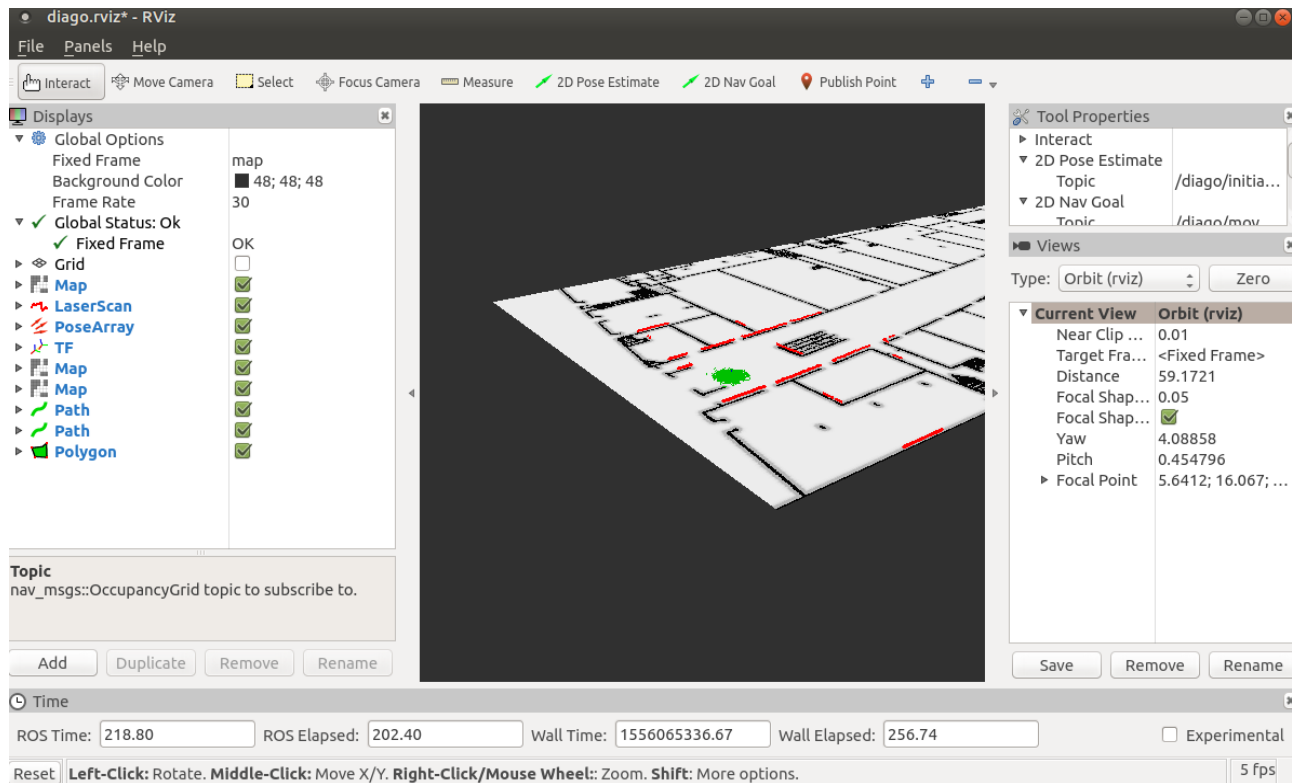 diago.rviz* - RViz
File Panels Help
Interact Move Camera Select Focus Camera Measure 2D Pose Estimate 2D Nav Goal Publish Point
Displays
Global Options
Fixed Frame map
Background Color 48; 48; 48
Frame Rate 30
Global Status: Ok
Fixed Frame OK
Grid
Map
LaserScan
PoseArray
TF
Map
Map
Path
Path
Polygon
Topic
nav_msgs::OccupancyGrid topic to subscribe to.
Add Duplicate Remove Rename
Tool Properties
Interact
2D Pose Estimate
Topic /diago/initia...
2D Nav Goal
Topic /diago/mov
Views
Type: Orbit (rviz) Zero
Current View Orbit (rviz)
Near Clip ... 0.01
Target Fra... <Fixed Frame>
Distance 59.1721
Focal Shap... 0.05
Focal Shap...
Yaw 4.08858
Pitch 0.454796
Focal Point 5.6412; 16.067; ...
Save Remove Rename
Time
ROS Time: 218.80 ROS Elapsed: 202.40 Wall Time: 1556065336.67 Wall Elapsed: 256.74 Experimental
Reset Left-Click: Rotate. Middle-Click: Move X/Y. Right-Click/Mouse Wheel:: Zoom. Shift: More options. 5 fps